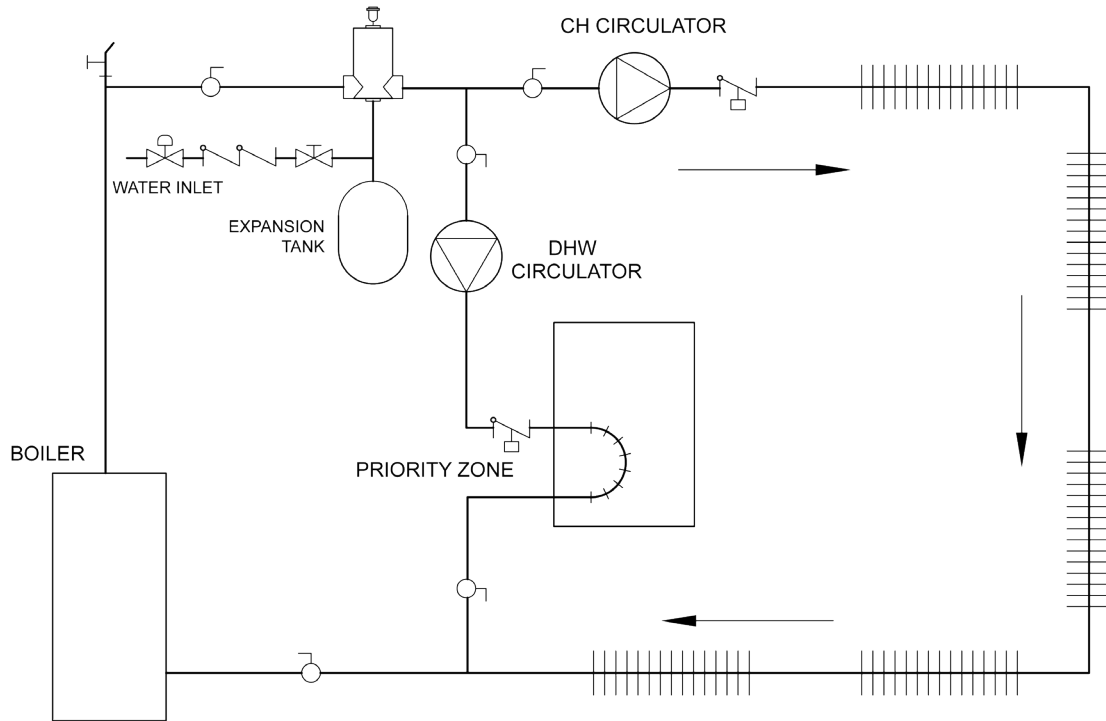 CH CIRCULATOR
WATER INLET
EXPANSION
TANK
DHW
CIRCULATOR
BOILER
PRIORITY ZONE